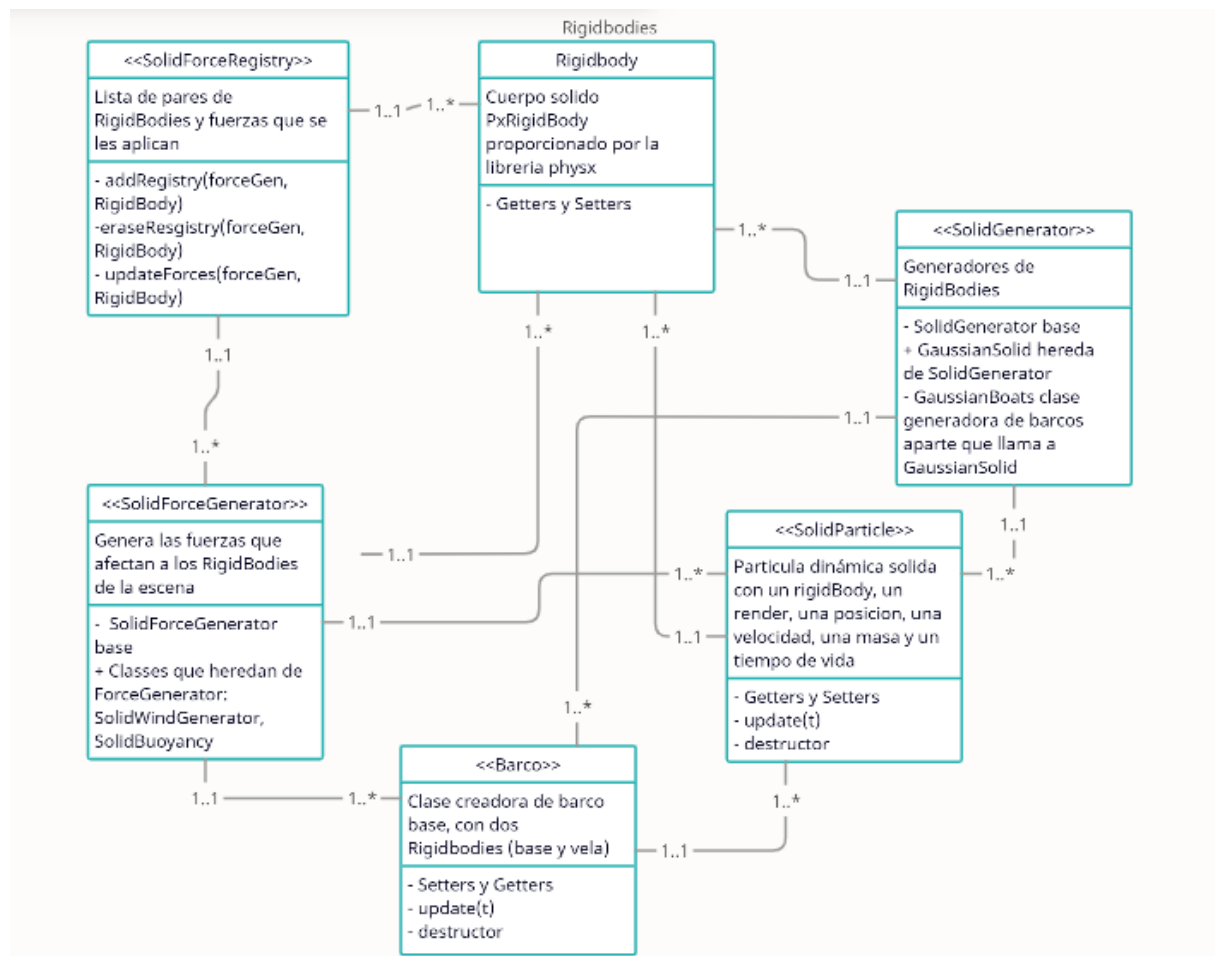 Rigidbodies
<<SolidForceRegistry>>
Lista de pares de
RigidBodies y fuerzas que se
les aplican
- addRegistry(forceGen,
RigidBody)
-eraseResgistry(forceGen,
RigidBody)
- updateForces(forceGen,
RigidBody)
1..1
1..*
Rigidbody
Cuerpo solido
PxRigidBody
proporcionado por la
libreria physx
- Getters y Setters
1..*
1..1
<<SolidGenerator>>
Generadores de
RigidBodies
- SolidGenerator base
+ GaussianSolid hereda
de SolidGenerator
- GaussianBoats clase
generadora de barcos
aparte que llama a
GaussianSolid
1..1
1..*
1..*
1..*
1..1
1..1
1..*
<<SolidForceGenerator>>
Genera las fuerzas que
afectan a los RigidBodies
de la escena
- SolidForceGenerator
base
+ Classes que heredan de
ForceGenerator:
SolidWindGenerator,
SolidBuoyancy
1..1
1..1
1..*
<<SolidParticle>>
Particula dinámica solida
con un rigidBody, un
render, una posicion, una
velocidad, una masa y un
tiempo de vida
- Getters y Setters
- update(t)
- destructor
1..*
1..1
1..*
1..1
1..*
<<Barco>>
Clase creadora de barco
base, con dos
Rigidbodies (base y vela)
- Setters y Getters
- update(t)
- destructor
1..1
1..*